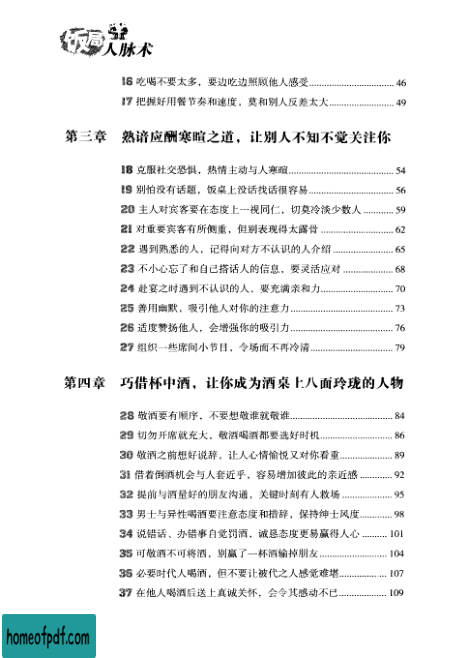 饭局
人脉术
16 吃喝不要太多，要边吃边照顾他人感受 46
17 把握好用餐节奏和速度，莫和别人反差太大 49
第三章 熟谙应酬寒暄之道，让别人不知不觉关注你
18 克服社交恐惧，热情主动与人寒暄 54
19 别怕没有话题，饭桌上没话找话很容易 56
20 主人对宾客要在态度上一视同仁，切莫冷淡少数人 59
21 对重要宾客有所侧重，但别表现得太露骨 62
22 遇到熟悉的人，记得向对方不认识的人介绍 65
23 不小心忘了和自己搭话人的信息，要灵活应对 68
24 赴宴之时遇到不认识的人，要充满亲和力 70
25 善用幽默，吸引他人对你的注意力 73
26 适度赞扬他人，会增强你的吸引力 76
27 组织一些席间小节目，令场面不再冷清 79
第四章 巧借杯中酒，让你成为酒桌上八面玲珑的人物
28 敬酒要有顺序，不要想敬谁就敬谁 84
29 切勿开席就充大，敬酒喝酒都要选好时机 86
30 敬酒之前想好说辞，让人心情愉悦又对你看重 89
31 借着倒酒机会与人套近乎，容易增加彼此的亲近感 92
32 提前与酒量好的朋友沟通，关键时刻有人救场 95
33 男士与异性喝酒要注意态度和措辞，保持绅士风度 98
34 说错话、办错事自觉罚酒，诚恳态度更易赢得人心 101
35 可敬酒不可将酒，别赢了一杯酒输掉朋友 104
36 必要时代人喝酒，但不要让被代之人感觉难堪 107
37 在他人喝酒后送上真诚关怀，会令其感动不已 109
homeofpdf.com